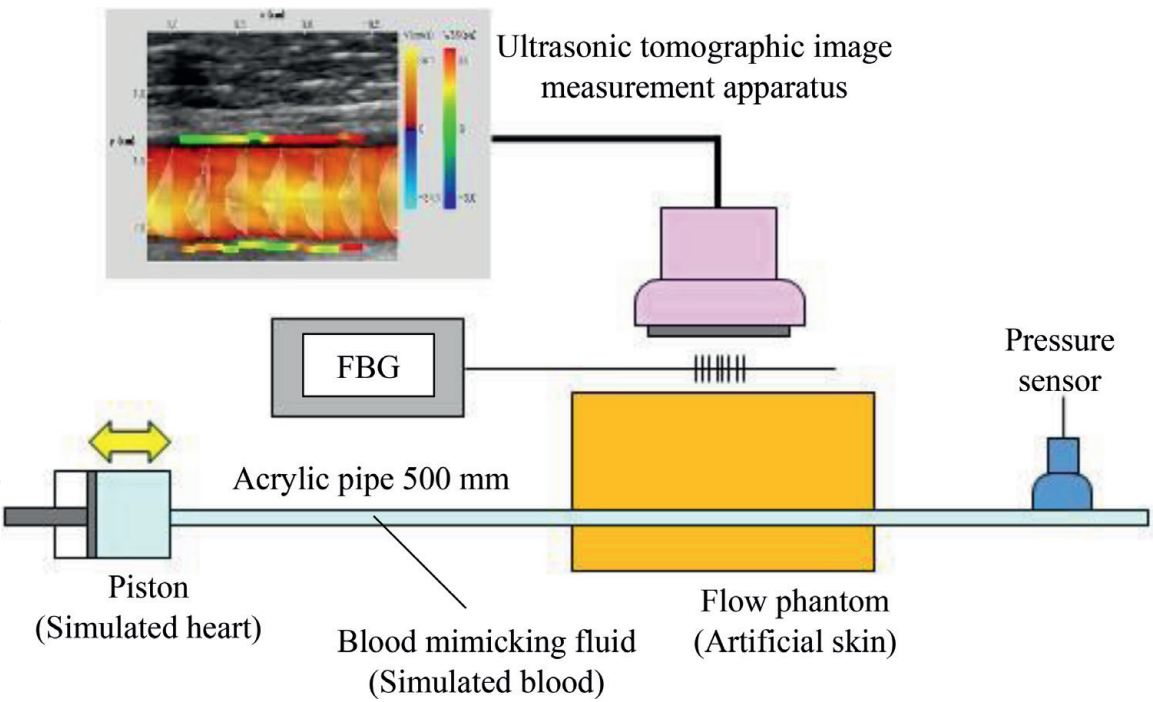 Ultrasonic tomographic image
measurement apparatus
FBG
Pressure
sensor
Acrylic pipe 500 mm
Piston
(Simulated heart)
Flow phantom
(Artificial skin)
Blood mimicking fluid
(Simulated blood)